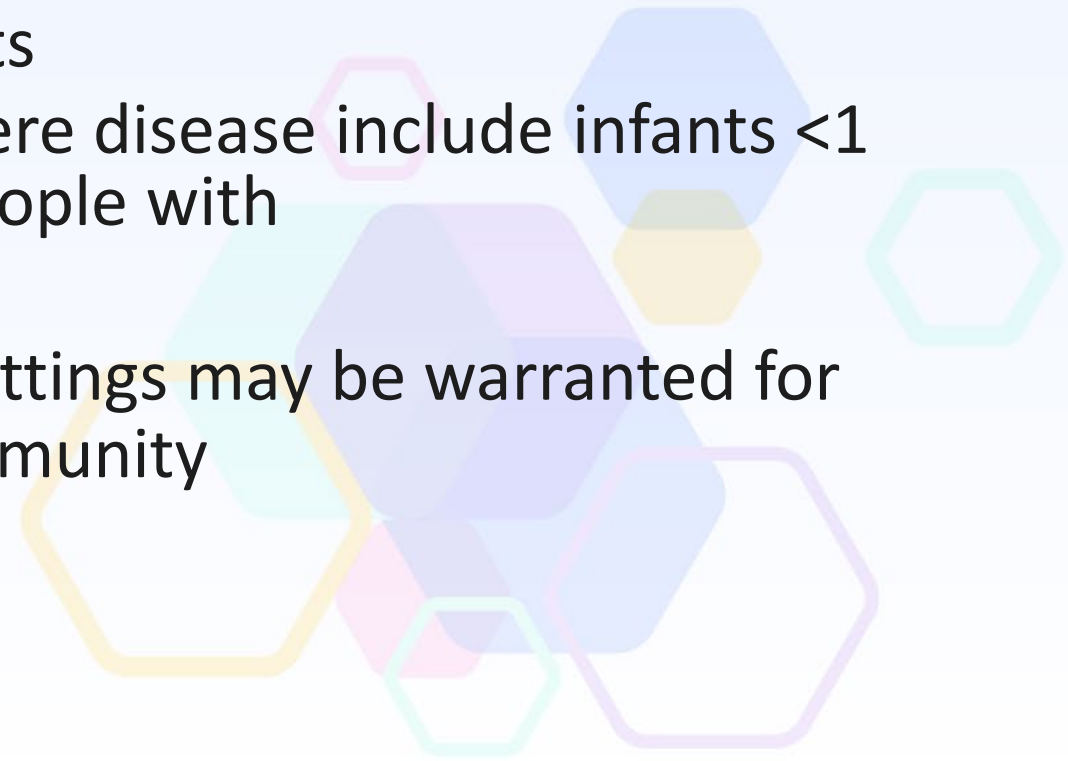 ts
ere disease include infants <1
ople with
ttings may be warranted for
munity